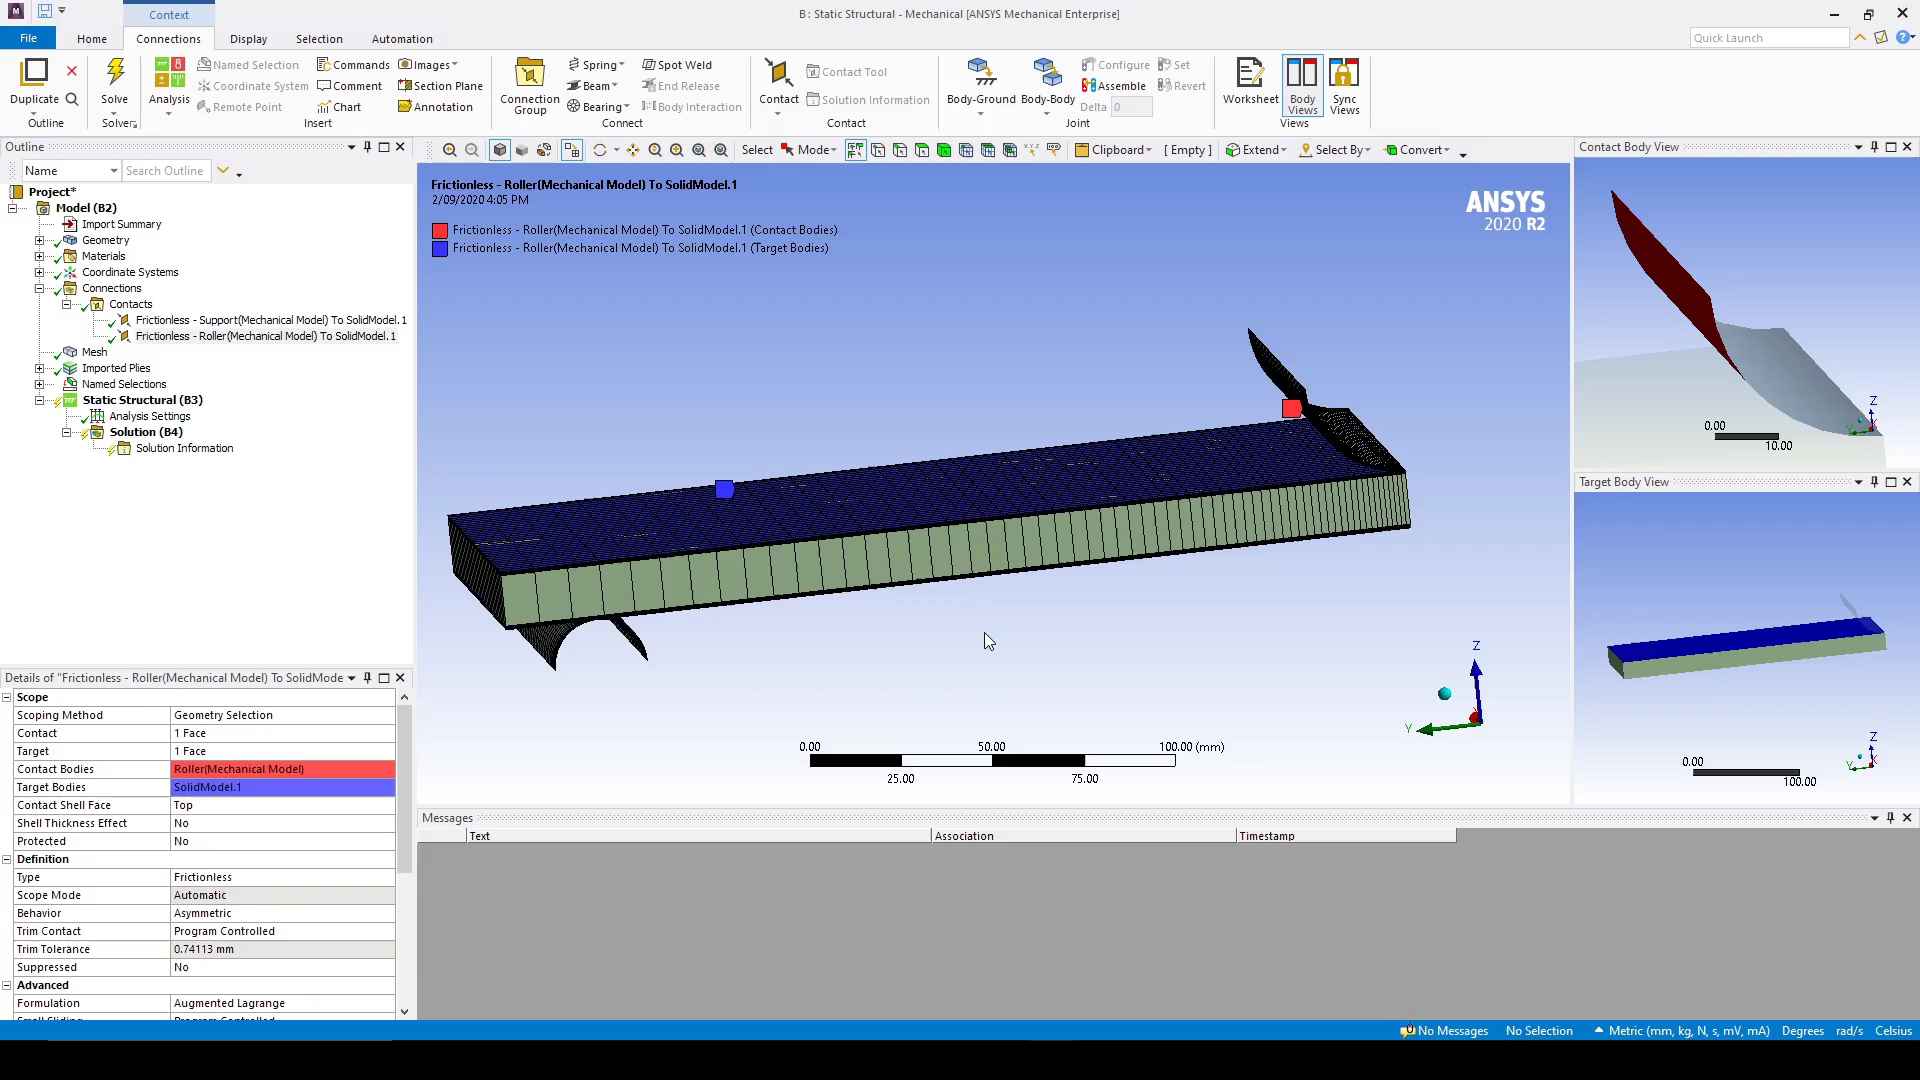 Context
B : Static Structural - Mechanical [ANSYS Mechanical Enterprise]
File
Home
Connections
Display
Selection
Automation
Quick Launch
Duplicate
Outline
Solve
Solver
Analysis
Named Selection
Coordinate System
Remote Point
Commands
Comment
Chart
Images
Section Plane
Annotation
Insert
Connection
Group
Spring
Beam
Bearing
Spot Weld
End Release
Body Interaction
Connect
Contact
Contact Tool
Solution Information
Contact
Body-Ground
Body-Body
Configure
Assemble
Delta 0
Set
Revert
Joint
Worksheet
Body
Views
Sync
Views
Views
Outline
Name
Search Outline
Select
Mode
Clipboard
[ Empty ]
Extend
Select By
Convert
Project*
Model (B2)
Import Summary
Geometry
Materials
Coordinate Systems
Connections
Contacts
Frictionless - Support(Mechanical Model) To SolidModel.1
Frictionless - Roller(Mechanical Model) To SolidModel.1
Mesh
Imported Plies
Named Selections
Static Structural (B3)
Analysis Settings
Solution (B4)
Solution Information
Frictionless - Roller(Mechanical Model) To SolidModel.1
2/09/2020 4:05 PM
Frictionless - Roller(Mechanical Model) To SolidModel.1 (Contact Bodies)
Frictionless - Roller(Mechanical Model) To SolidModel.1 (Target Bodies)
ANSYS
2020 R2
Z
Y
0.00
50.00
100.00 (mm)
25.00
75.00
Contact Body View
Z
0.00
10.00
Target Body View
Z
0.00
100.00
Details of "Frictionless - Roller(Mechanical Model) To SolidMode
Scope
Scoping Method Geometry Selection
Contact 1 Face
Target 1 Face
Contact Bodies Roller(Mechanical Model)
Target Bodies SolidModel.1
Contact Shell Face Top
Shell Thickness Effect No
Protected No
Definition
Type Frictionless
Scope Mode Automatic
Behavior Asymmetric
Trim Contact Program Controlled
Trim Tolerance 0.74113 mm
Suppressed No
Advanced
Formulation Augmented Lagrange
Small Sliding Program Controlled
Messages
Text
Association
Timestamp
No Messages
No Selection
Metric (mm, kg, N, s, mV, mA)
Degrees
rad/s
Celsius